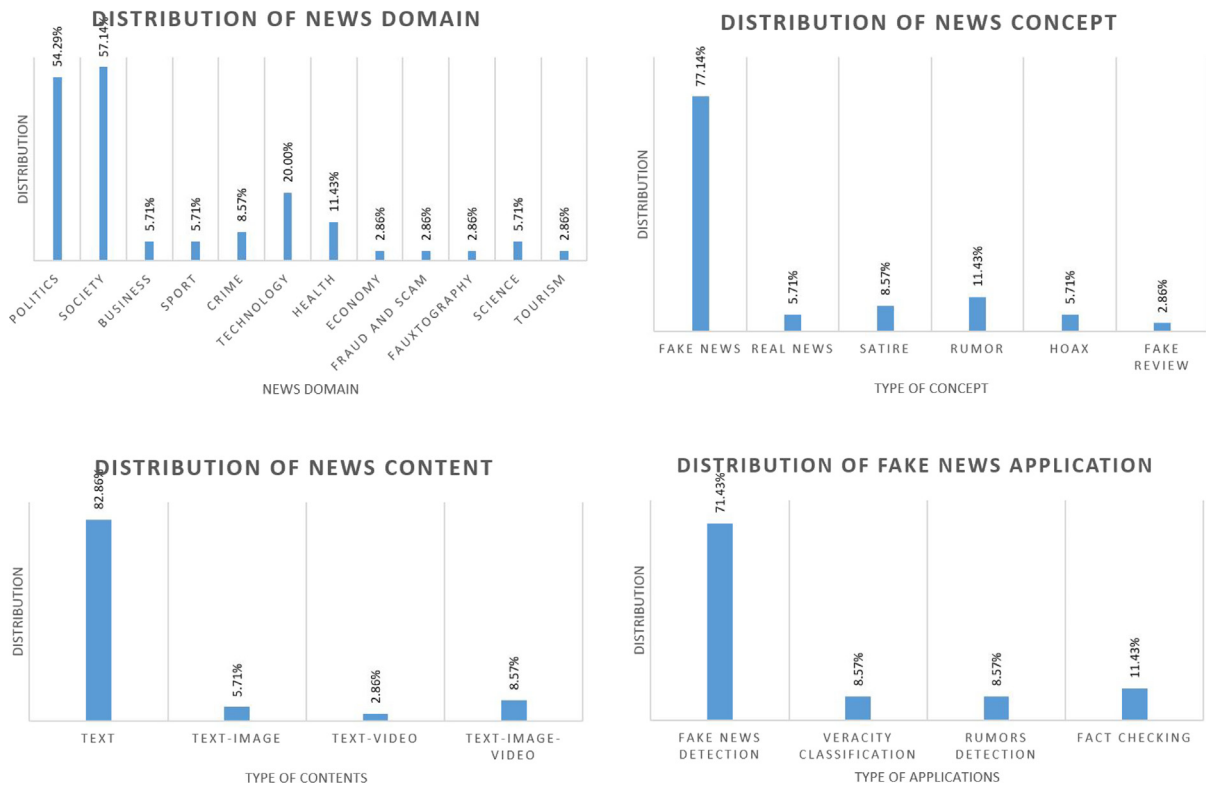 DISTRIBUTION OF NEWS DOMAIN
DISTRIBUTION
54.29%
57.14%
5.71%
5.71%
8.57%
20.00%
11.43%
2.86%
2.86%
2.86%
5.71%
2.86%
POLITICS
SOCIETY
BUSINESS
SPORT
CRIME
TECHNOLOGY
HEALTH
ECONOMY
FRAUD AND SCAM
FAUXTOGRAPHY
SCIENCE
TOURISM
NEWS DOMAIN
DISTRIBUTION OF NEWS CONCEPT
DISTRIBUTION
77.14%
5.71%
8.57%
11.43%
5.71%
2.86%
FAKE NEWS
REAL NEWS
SATIRE
RUMOR
HOAX
FAKE
REVIEW
TYPE OF CONCEPT
DISTRIBUTION OF NEWS CONTENT
DISTRIBUTION
82.86%
5.71%
2.86%
8.57%
TEXT
TEXT-IMAGE
TEXT-VIDEO
TEXT-IMAGE-
VIDEO
TYPE OF CONTENTS
DISTRIBUTION OF FAKE NEWS APPLICATION
DISTRIBUTION
71.43%
8.57%
8.57%
11.43%
FAKE NEWS
DETECTION
VERACITY
CLASSIFICATION
RUMORS
DETECTION
FACT CHECKING
TYPE OF APPLICATIONS